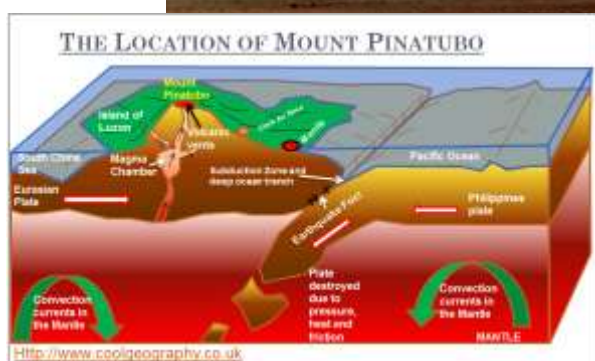 THE LOCATION OF MOUNT PINATUBO
Mount
Pinatubo
Island of
Luzon
Volcanic
vents
Manila
South China
Sea
Magma
Chamber
Subduction Zone and
deep ocean trench
Pacific Ocean
Eurasian
Plate
Philippines
plate
Earthquake Foci
Convection
currents in
the Mantle
Plate
destroyed
due to
pressure,
heat and
friction
Convection
currents in
the Mantle
MANTLE
Http://www.coolgeography.co.uk